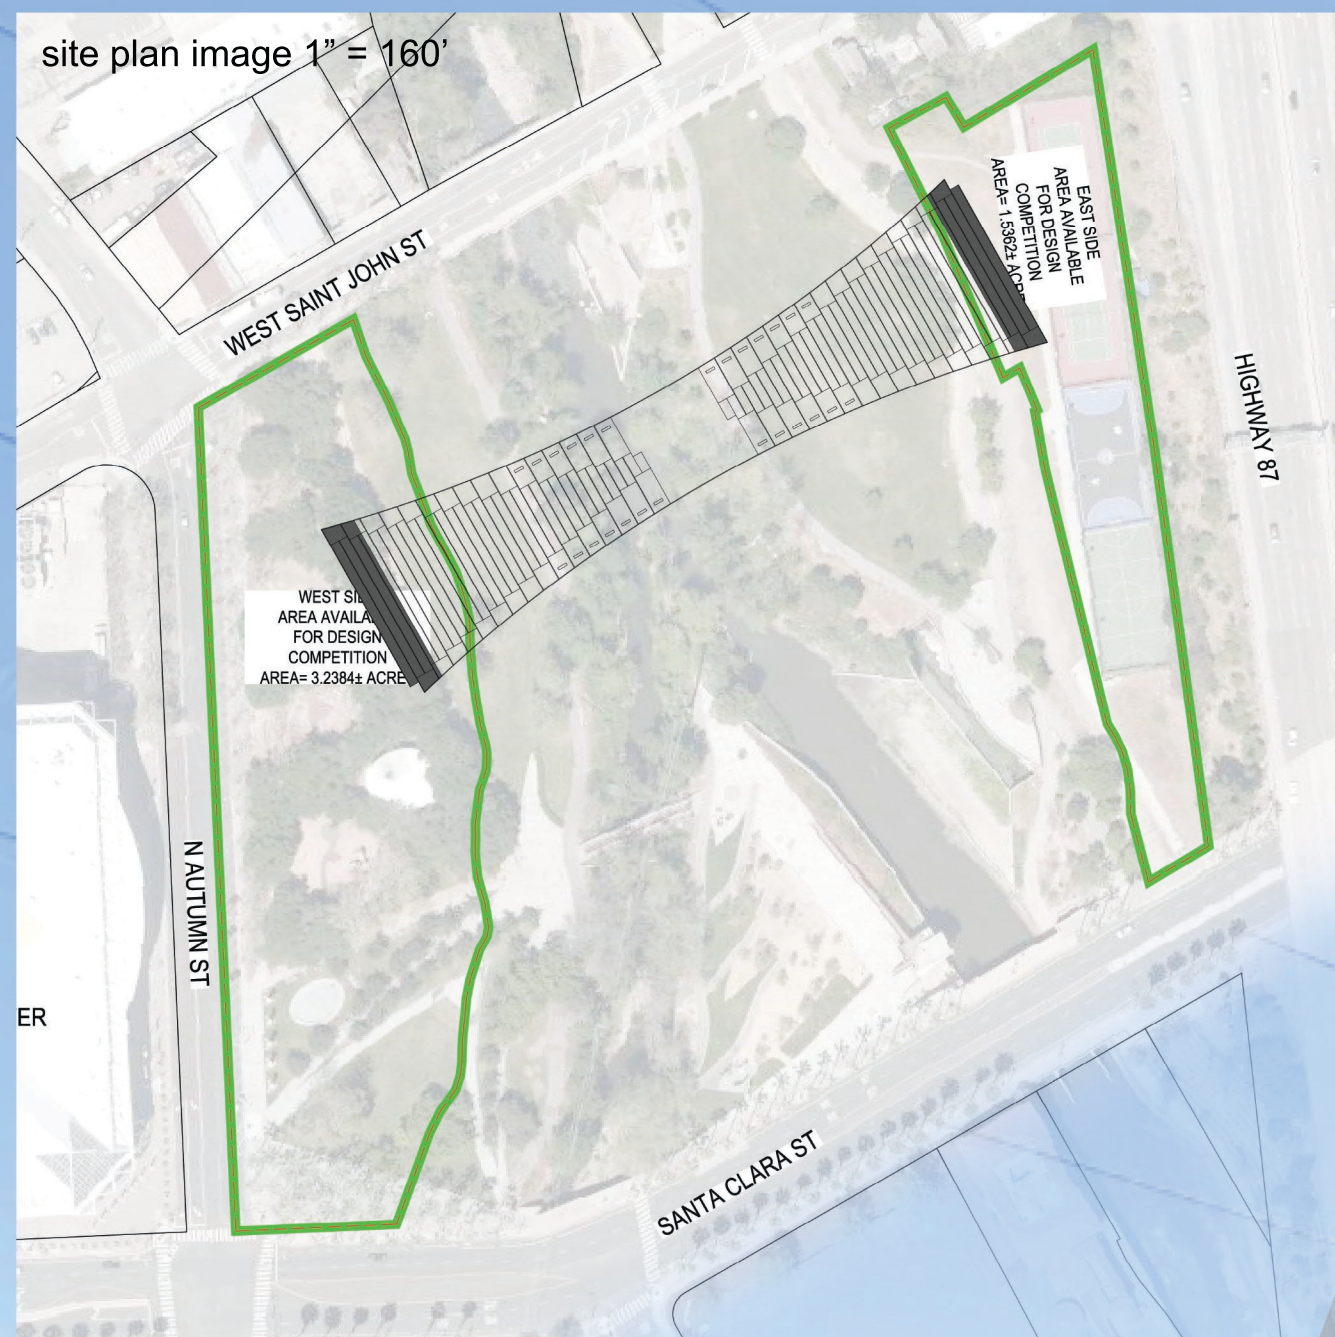 site plan image 1” = 160’
WEST SAINT JOHN ST
EAST SIDE
AREA AVAILABLE
FOR DESIGN
COMPETITION
AREA= 1.5362± ACRE
HIGHWAY 87
WEST SI
AREA AVAILA
FOR DESIGN
COMPETITION
AREA= 3.2384± ACRE
N AUTUMN ST
ER
SANTA CLARA ST